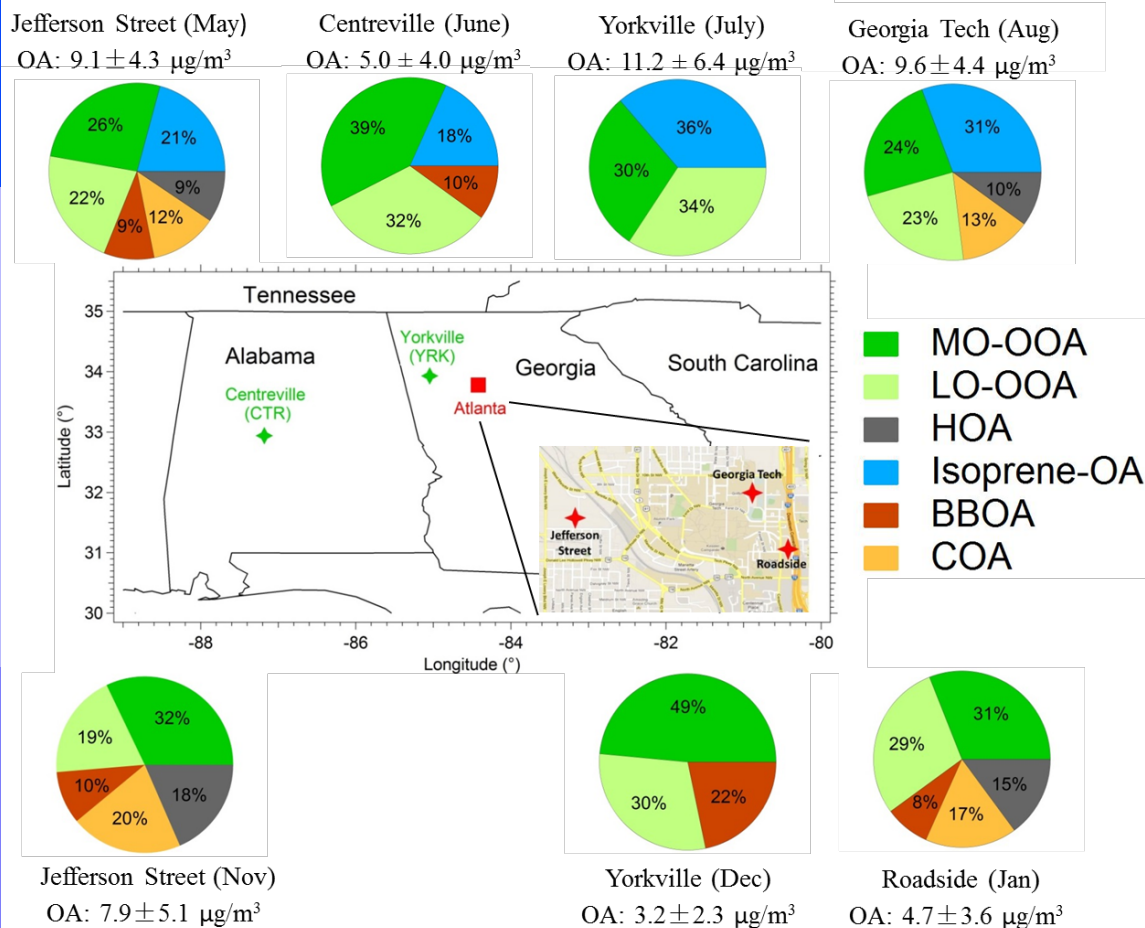 Jefferson Street (May)
OA: 9.1±4.3 μg/m³
Centreville (June)
OA: 5.0 ± 4.0 μg/m³
Yorkville (July)
OA: 11.2 ± 6.4 μg/m³
Georgia Tech (Aug)
OA: 9.6±4.4 μg/m³
26%
21%
9%
12%
9%
22%
39%
18%
10%
32%
36%
30%
34%
31%
24%
10%
13%
23%
Tennessee
Alabama
Georgia
South Carolina
Yorkville
(YRK)
Centreville
(CTR)
Atlanta
Georgia Tech
Jefferson
Street
Roadside
35
34
33
32
31
30
Latitude (°)
-88
-86
-84
-82
-80
Longitude (°)
MO-OOA
LO-OOA
HOA
Isoprene-OA
BBOA
COA
32%
19%
10%
20%
18%
49%
30%
22%
31%
29%
8%
17%
15%
Jefferson Street (Nov)
OA: 7.9±5.1 μg/m³
Yorkville (Dec)
OA: 3.2±2.3 μg/m³
Roadside (Jan)
OA: 4.7±3.6 μg/m³